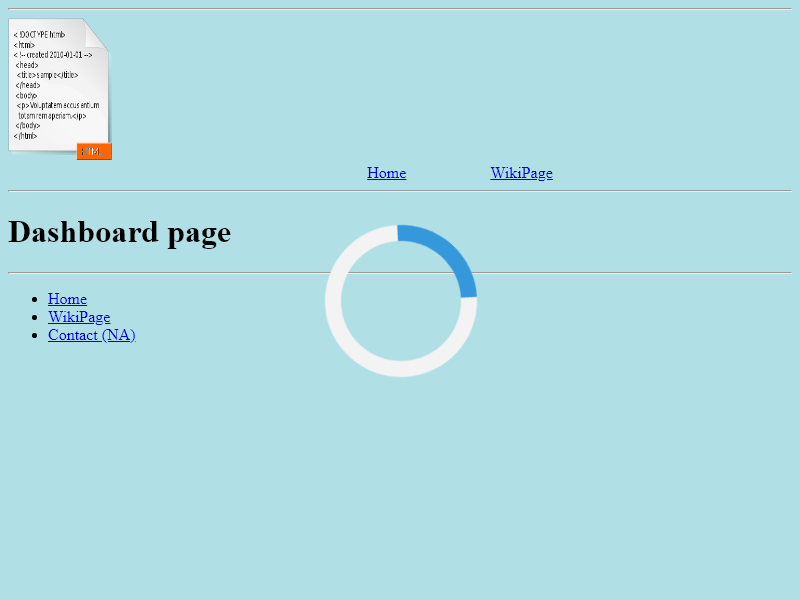 <!DOCTYPE html>
<html>
<!-- created 2010-01-01 -->
<head>
<title>sample</title>
</head>
<body>
<p>Voluptatem accusantium
totam rem aperiam.</p>
</body>
</html>
HTML
Home WikiPage
Dashboard page
Home
WikiPage
Contact (NA)